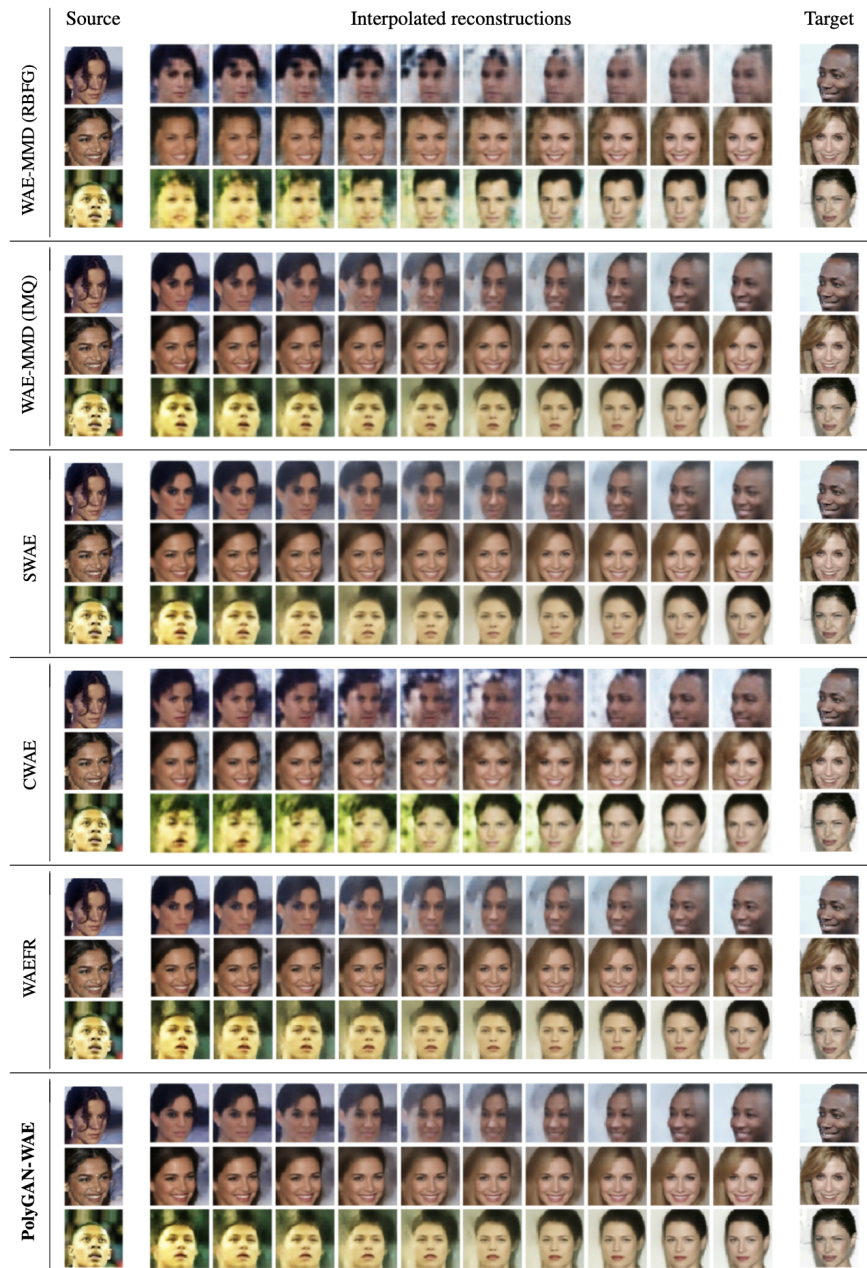 Source Interpolated reconstructions Target
WAE-MMD (RBFG)
WAE-MMD (IMQ)
SWAE
CWAE
WAEFR
PolyGAN-WAE